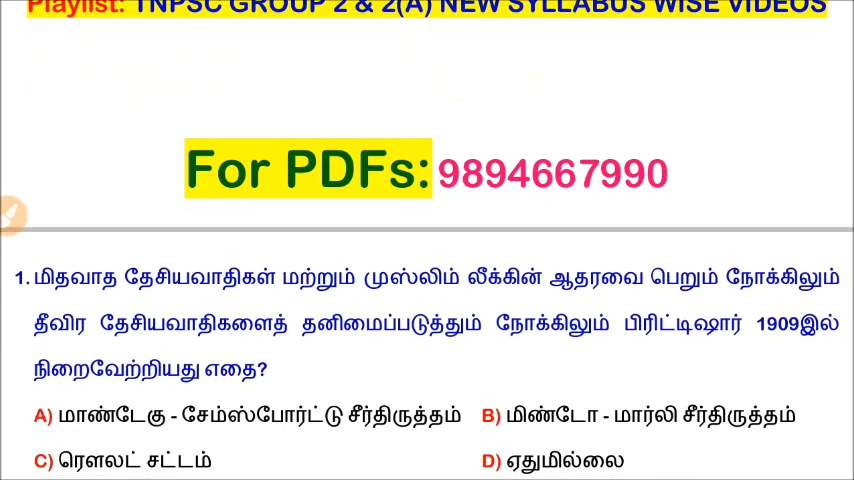 Playlist: TNPSC GROUP 2 & 2(A) NEW SYLLABUS WISE VIDEOS
For PDFs: 9894667990
1. மிதவாத தேசியவாதிகள் மற்றும் முஸ்லிம் லீக்கின் ஆதரவை பெறும் நோக்கிலும்
தீவிர தேசியவாதிகளைத் தனிமைப்படுத்தும் நோக்கிலும் பிரிட்டிஷார் 1909இல்
நிறைவேற்றியது எதை?
A) மாண்டேகு - சேம்ஸ்போர்ட்டு சீர்திருத்தம் B) மிண்டோ - மார்லி சீர்திருத்தம்
C) ரௌலட் சட்டம் D) ஏதுமில்லை